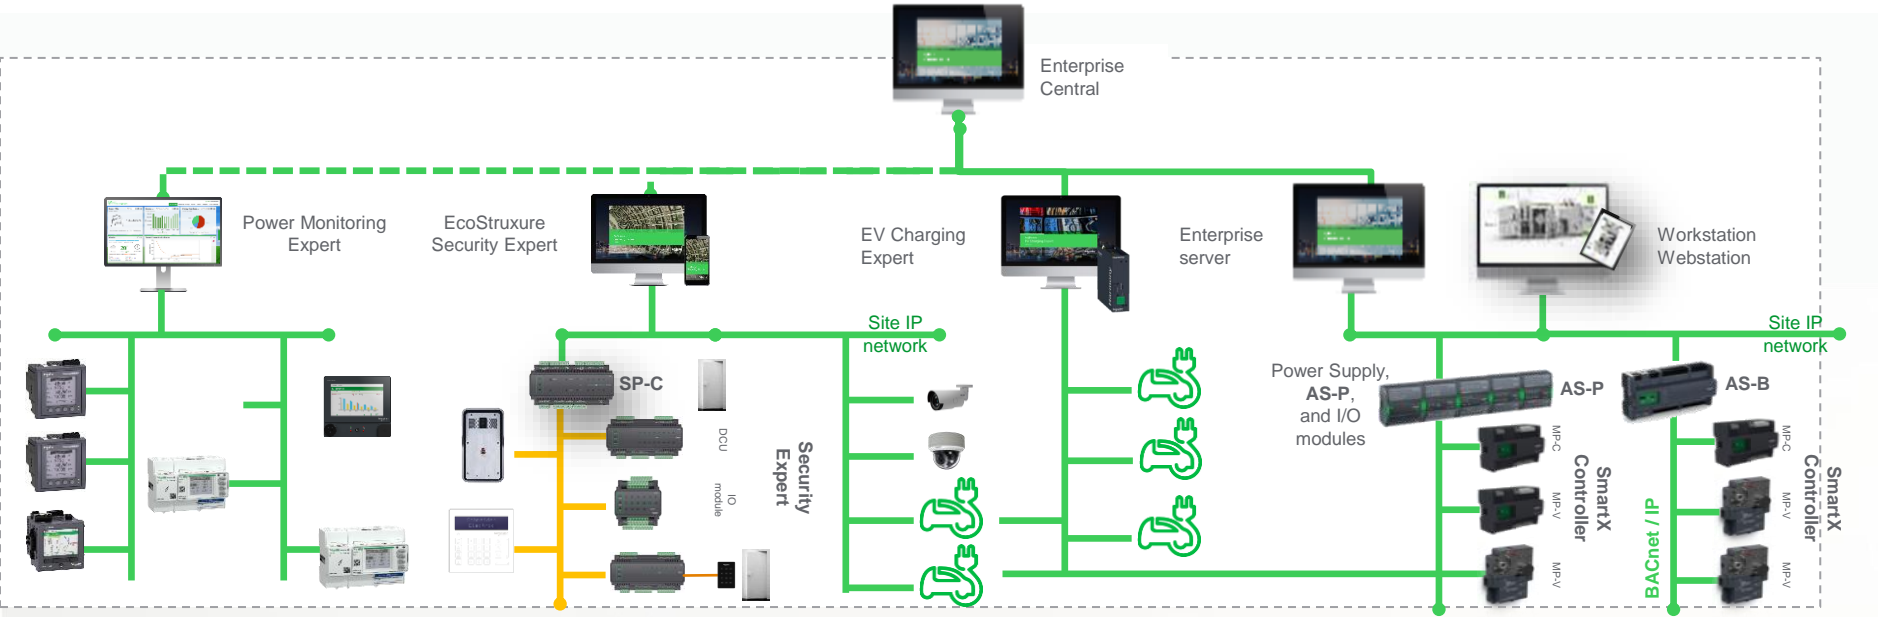 Enterprise
Central
Power Monitoring
Expert
EcoStruxure
Security Expert
EV Charging
Expert
Enterprise
server
Workstation
Webstation
Site IP
network
Site IP
network
SP-C
DCU
IO
module
Security
Expert
Power Supply,
AS-P,
and I/O
modules
AS-P
AS-B
MP-C
MP-V
MP-V
SmartX
Controller
BACnet / IP
MP-C
MP-V
MP-V
SmartX
Controller